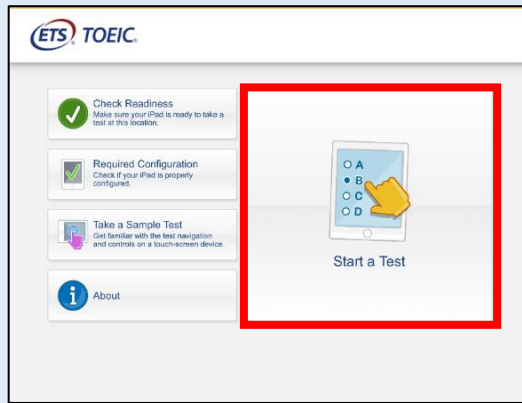 ETS TOEIC.
Check Readiness
Make sure your iPad is ready to take a
test at this location.
Required Configuration
Check if your iPad is properly
configured.
Take a Sample Test
Get familiar with the test navigation
and controls on a touch-screen device.
i
About
A
B
C
D
Start a Test